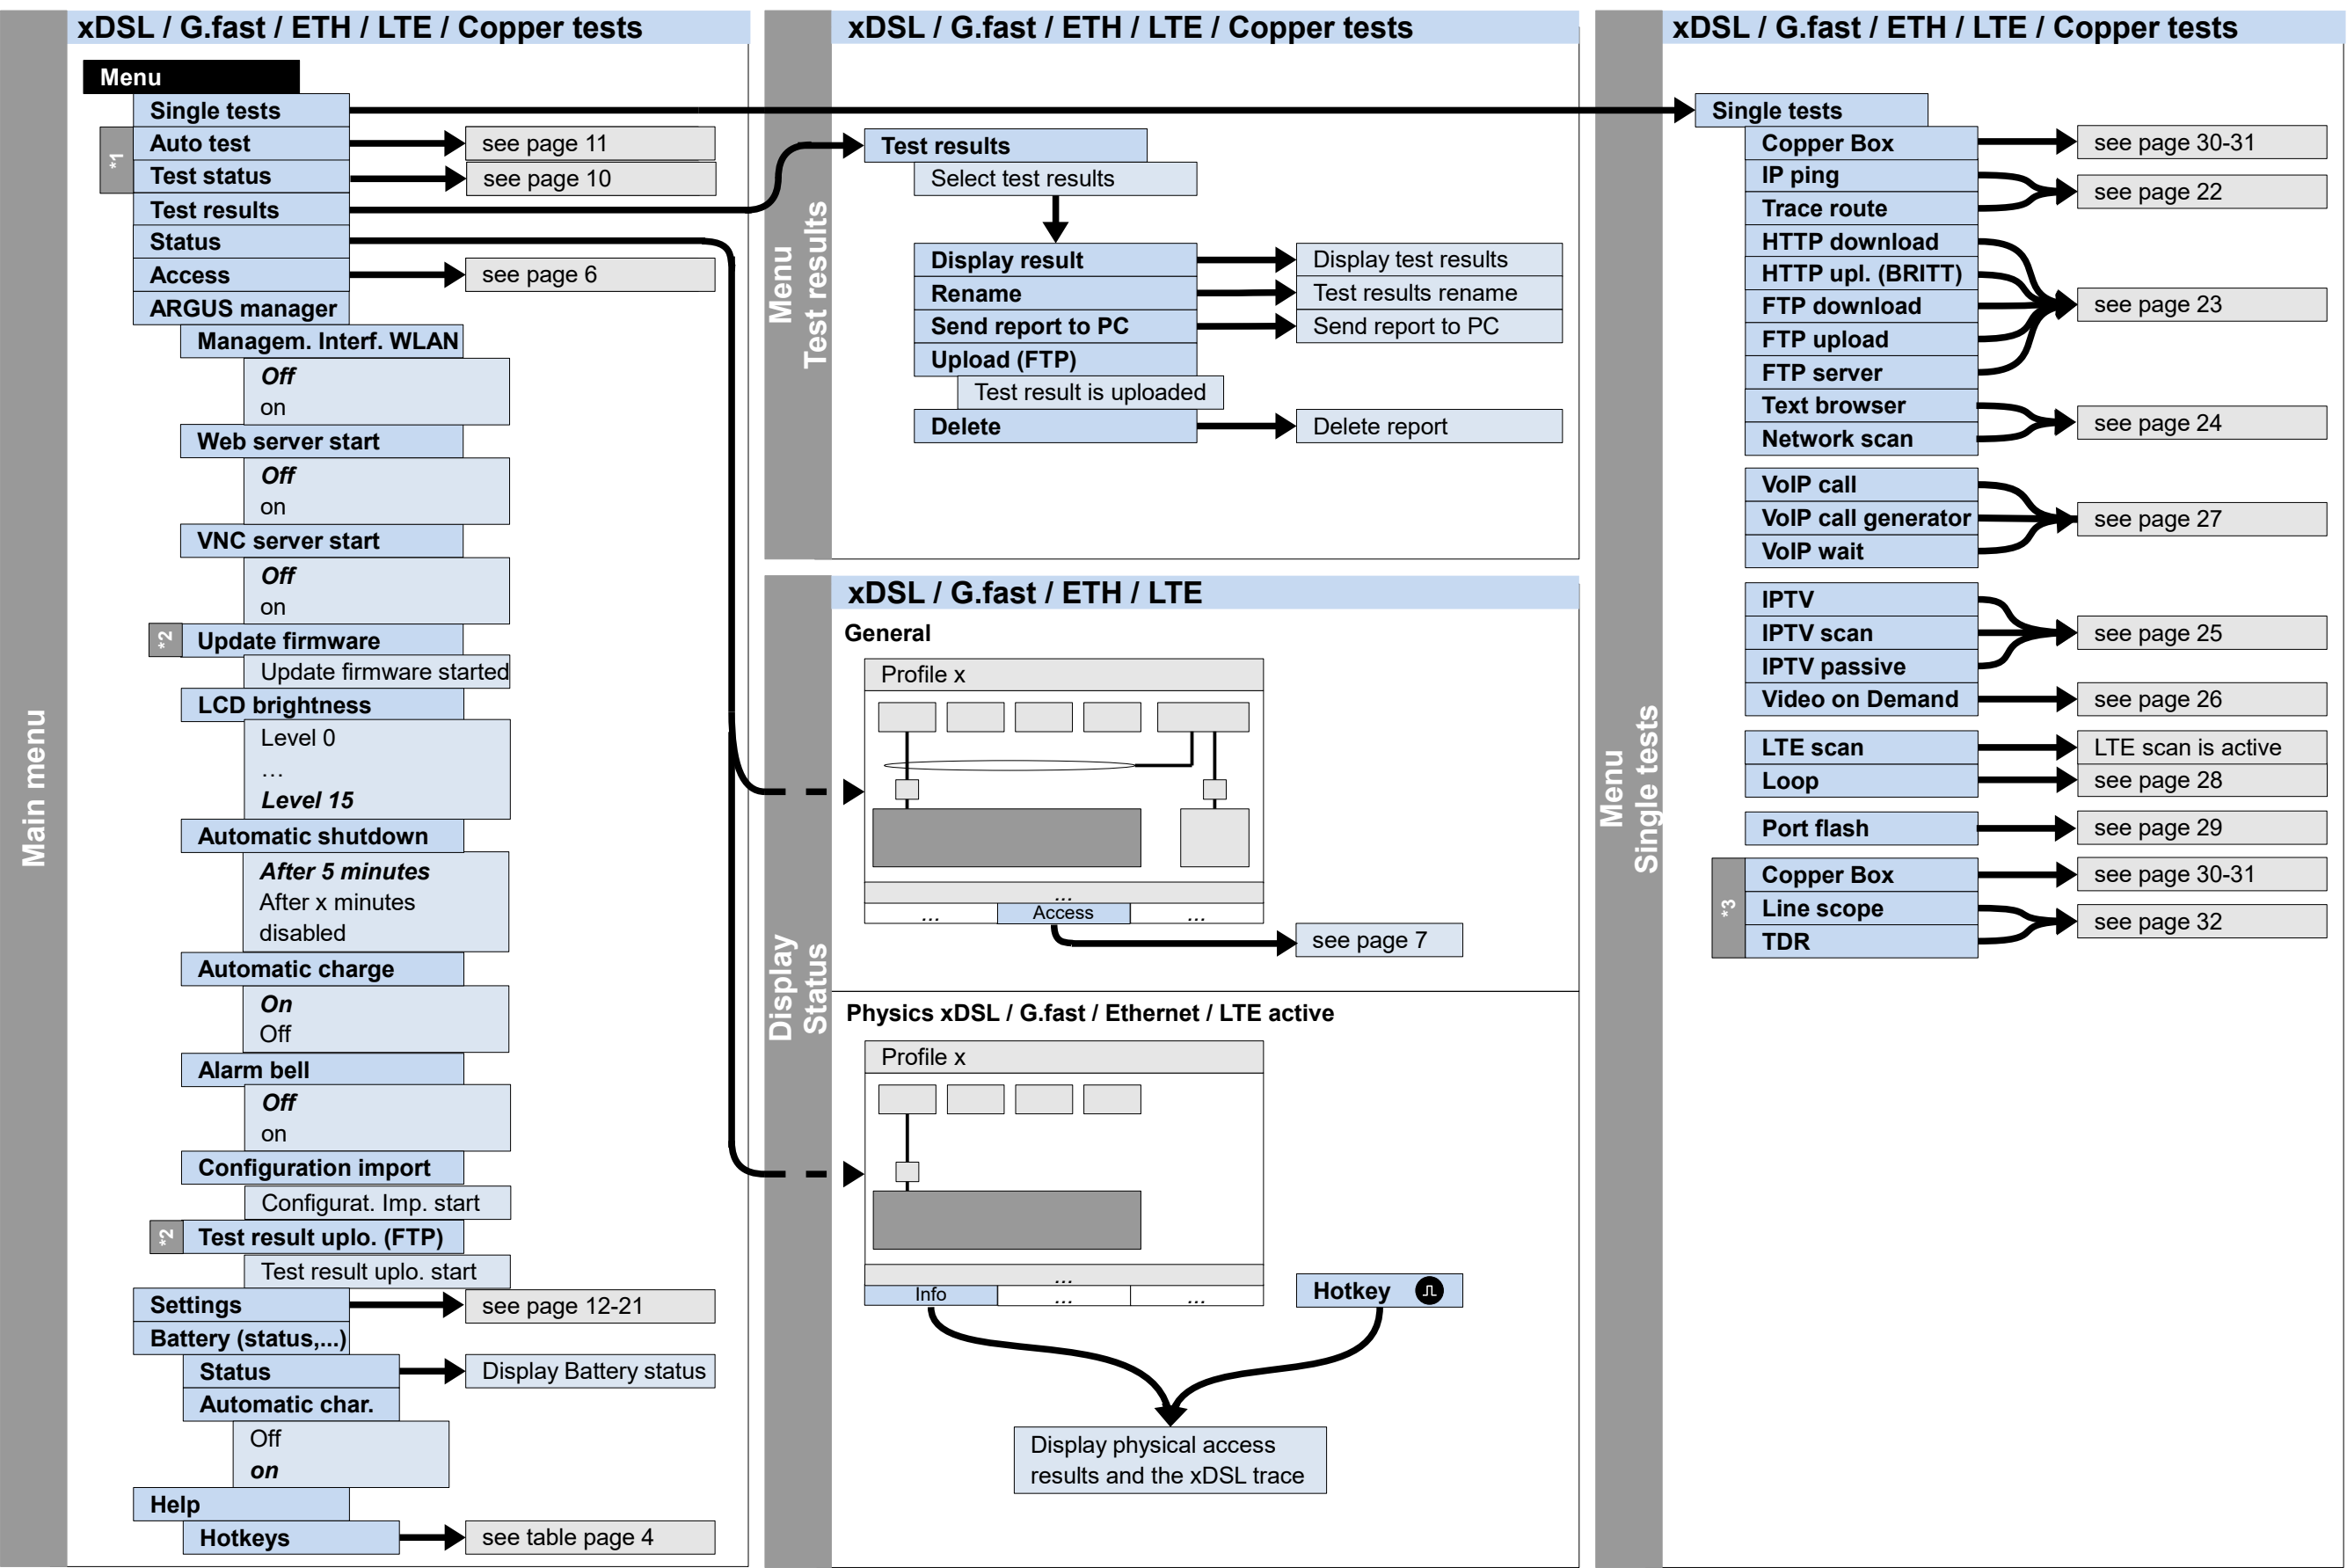 Main menu
xDSL / G.fast / ETH / LTE / Copper tests
Menu
Single tests
*1
Auto test
see page 11
Test status
see page 10
Test results
Status
Access
see page 6
ARGUS manager
Managem. Interf. WLAN
Off
on
Web server start
Off
on
VNC server start
Off
on
*2
Update firmware
Update firmware started
LCD brightness
Level 0
…
Level 15
Automatic shutdown
After 5 minutes
After x minutes
disabled
Automatic charge
On
Off
Alarm bell
Off
on
Configuration import
Configurat. Imp. start
*2
Test result uplo. (FTP)
Test result uplo. start
Settings
see page 12-21
Battery (status,...)
Status
Display Battery status
Automatic char.
Off
on
Help
Hotkeys
see table page 4
Menu
Test results
xDSL / G.fast / ETH / LTE / Copper tests
Test results
Select test results
Display result
Display test results
Rename
Test results rename
Send report to PC
Send report to PC
Upload (FTP)
Test result is uploaded
Delete
Delete report
Display
Status
xDSL / G.fast / ETH / LTE
General
Profile x
...
...
Access
...
see page 7
Physics xDSL / G.fast / Ethernet / LTE active
Profile x
...
Info
...
...
Hotkey
Display physical access
results and the xDSL trace
Menu
Single tests
xDSL / G.fast / ETH / LTE / Copper tests
Single tests
Copper Box
see page 30-31
IP ping
Trace route
see page 22
HTTP download
HTTP upl. (BRITT)
FTP download
FTP upload
FTP server
see page 23
Text browser
Network scan
see page 24
VoIP call
VoIP call generator
VoIP wait
see page 27
IPTV
IPTV scan
IPTV passive
see page 25
Video on Demand
see page 26
LTE scan
LTE scan is active
Loop
see page 28
Port flash
see page 29
*3
Copper Box
see page 30-31
Line scope
TDR
see page 32